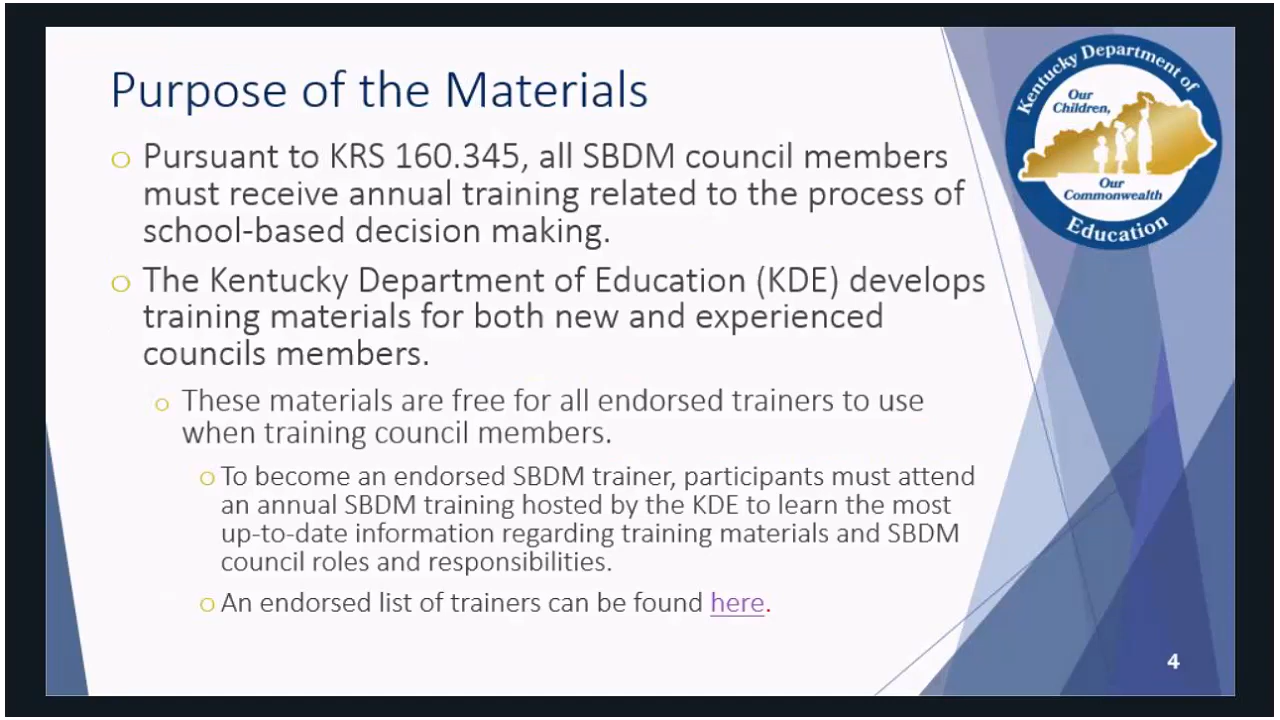 Purpose of the Materials
o Pursuant to KRS 160.345, all SBDM council members
must receive annual training related to the process of
school-based decision making.
o The Kentucky Department of Education (KDE) develops
training materials for both new and experienced
councils members.
o These materials are free for all endorsed trainers to use
when training council members.
o To become an endorsed SBDM trainer, participants must attend
an annual SBDM training hosted by the KDE to learn the most
up-to-date information regarding training materials and SBDM
council roles and responsibilities.
o An endorsed list of trainers can be found here.
Kentucky Department of
Our
Children,
Our
Commonwealth
Education
4